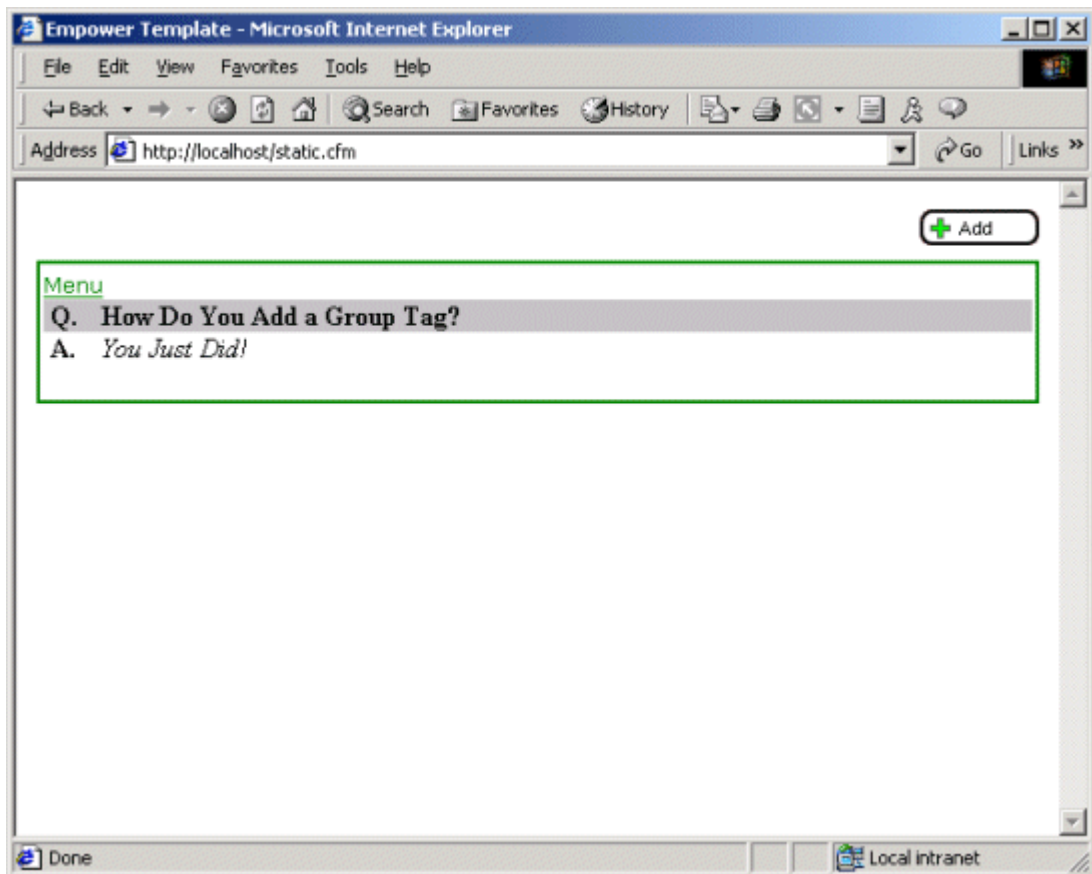 Empower Template - Microsoft Internet Explorer
File Edit View Favorites Tools Help
Back Search Favorites History
Address http://localhost/static.cfm Go Links »
Add
Menu
Q. How Do You Add a Group Tag?
A. You Just Did!
Done Local intranet